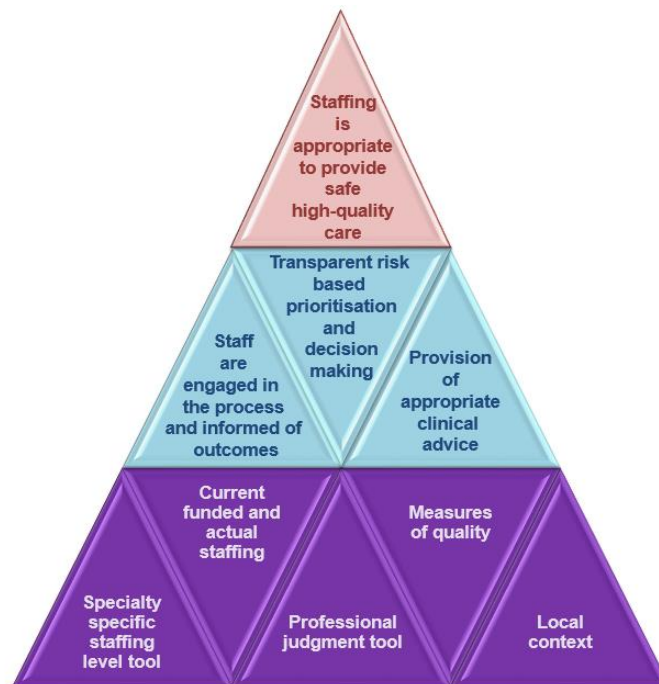 Staffing
is
appropriate
to provide
safe
high-quality
care
Staff
are
engaged in
the process
and informed of
outcomes
Transparent risk
based
prioritisation
and
decision
making
Provision
of
appropriate
clinical
advice
Specialty
specific
staffing
level tool
Current
funded and
actual
staffing
Professional
judgment tool
Measures
of quality
Local
context